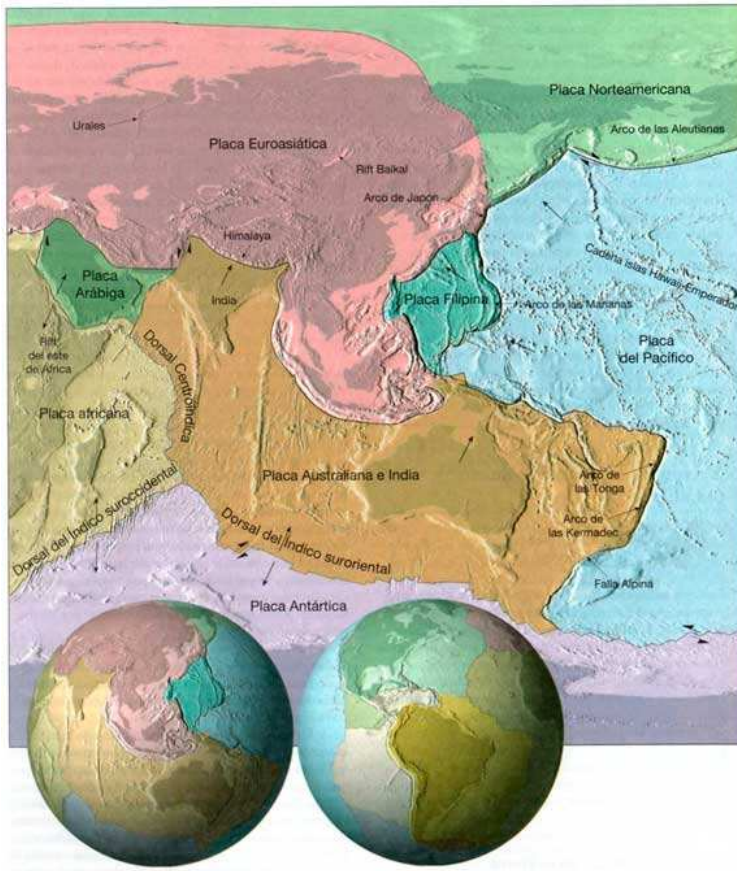 Placa Norteamericana
Arco de las Aleutianas
Urales
Placa Euroasiática
Rift Baikal
Arco de Japón
Himalaya
Cadena islas Hawaii-Emperador
Placa
Arábiga
India
Placa Filipina
Arco de las Marianas
Rift
del este
de África
Dorsal Centroíndica
Placa
del Pacífico
Placa africana
Placa Australiana e India
Arco de
las Tonga
Dorsal del Índico suroccidental
Dorsal del Índico suroriental
Arco de
las Kermadec
Falla Alpina
Placa Antártica